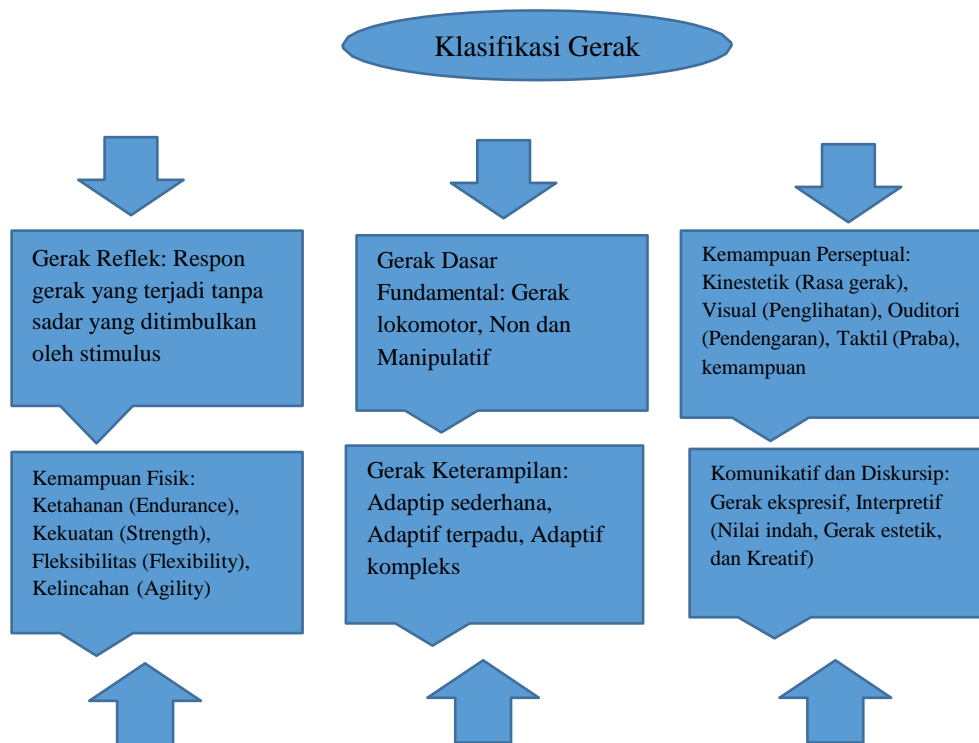 Klasifikasi Gerak
Gerak Reflek: Respon
gerak yang terjadi tanpa
sadar yang ditimbulkan
oleh stimulus
Gerak Dasar
Fundamental: Gerak
lokomotor, Non dan
Manipulatif
Kemampuan Perseptual:
Kinestetik (Rasa gerak),
Visual (Penglihatan), Ouditori
(Pendengaran), Taktil (Praba),
kemampuan
Kemampuan Fisik:
Ketahanan (Endurance),
Kekuatan (Strength),
Fleksibilitas (Flexibility),
Kelincahan (Agility)
Gerak Keterampilan:
Adaptip sederhana,
Adaptif terpadu, Adaptif
kompleks
Komunikatif dan Diskursip:
Gerak ekspresif, Interpretif
(Nilai indah, Gerak estetik,
dan Kreatif)